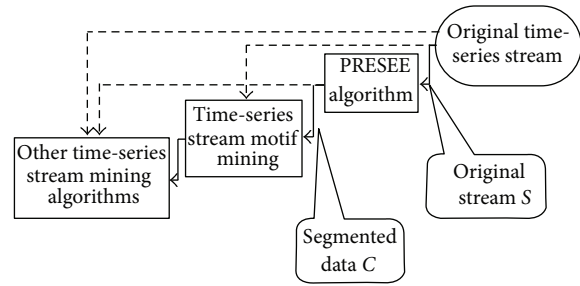 Original time-
series stream
PRESEE
algorithm
Time-series
stream motif
mining
Other time-series
stream mining
algorithms
Original
stream S
Segmented
data C